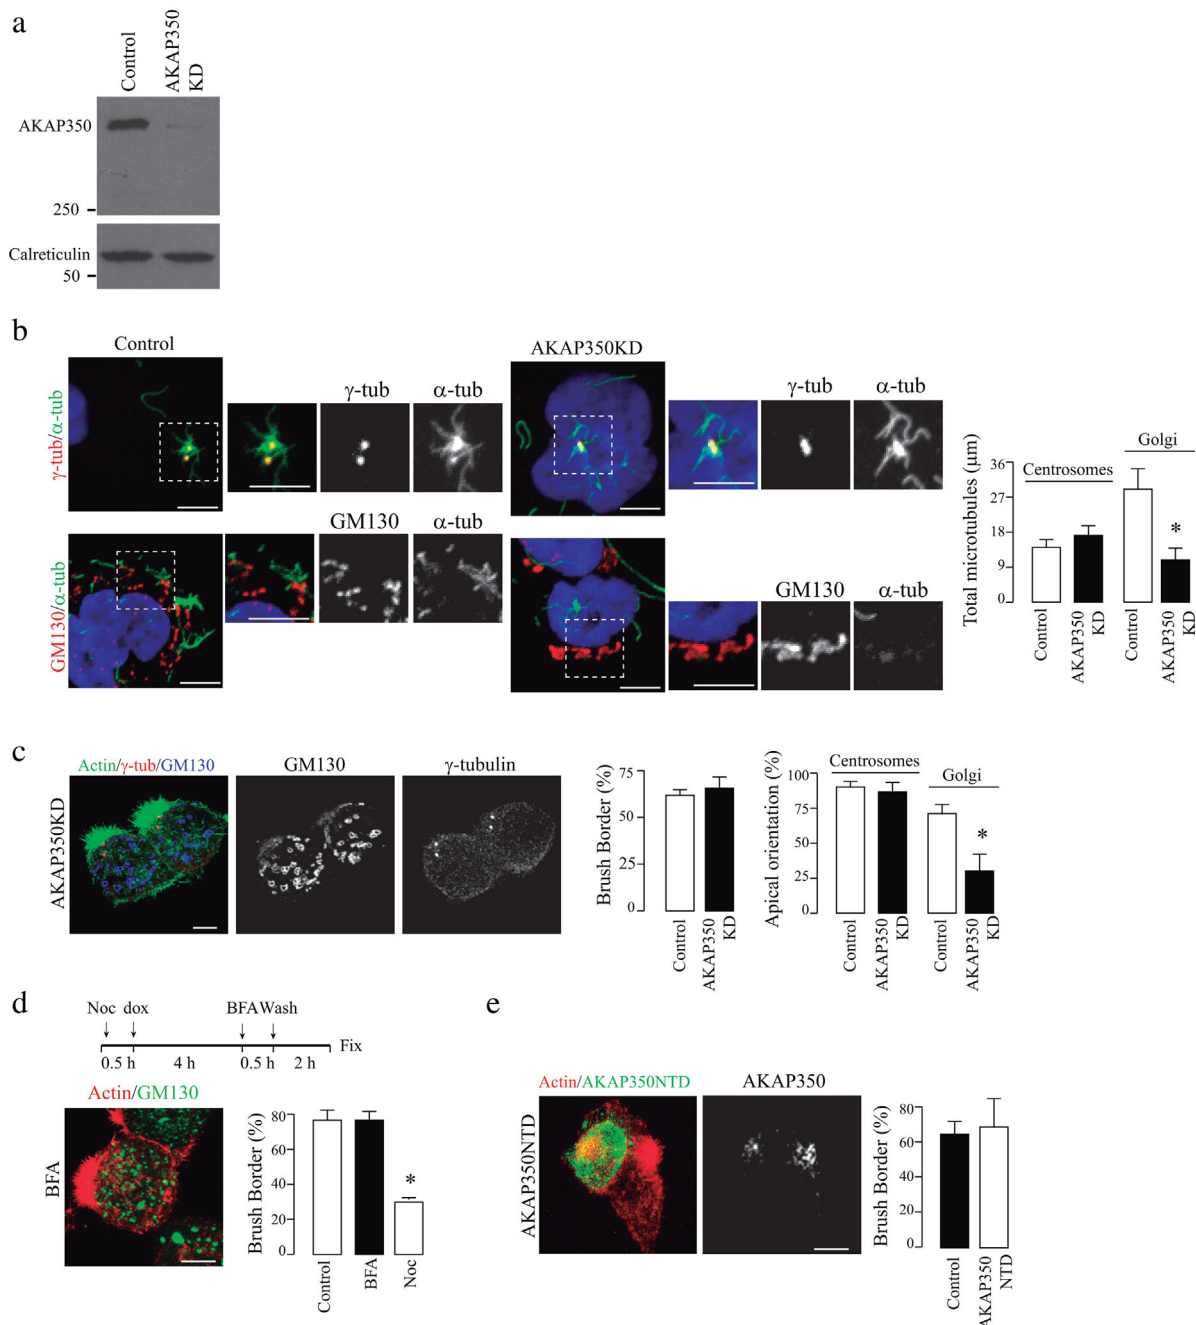 a
Control
AKAP350
KD
AKAP350
250
Calreticulin
50
b
Control
γ-tub/α-tub
γ-tub
α-tub
AKAP350KD
γ-tub
α-tub
GM130/α-tub
GM130
α-tub
GM130
α-tub
Total microtubules (μm)
36
27
18
9
0
Centrosomes
Golgi
*
Control
AKAP350
KD
Control
AKAP350
KD
c
AKAP350KD
Actin/γ-tub/GM130
GM130
γ-tubulin
Brush Border (%)
75
50
25
0
Control
AKAP350
KD
Apical orientation (%)
100
75
50
25
0
Centrosomes
Golgi
*
Control
AKAP350
KD
Control
AKAP350
KD
d
Noc dox
BFA Wash
0.5 h
4 h
0.5 h
2 h
Fix
BFA
Actin/GM130
Brush Border (%)
80
60
40
20
0
*
Control
BFA
Noc
e
AKAP350NTD
Actin/AKAP350NTD
AKAP350
Brush Border (%)
80
60
40
20
0
Control
AKAP350
NTD